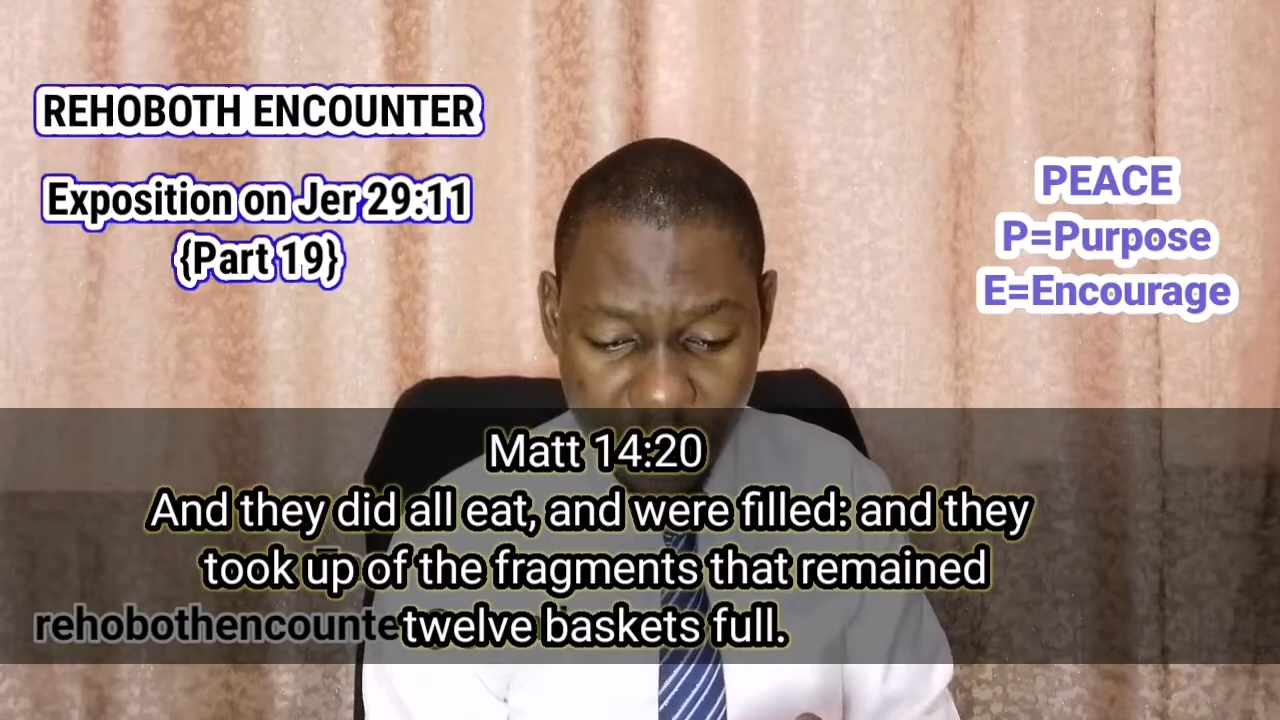 REHOBOTH ENCOUNTER
Exposition on Jer 29:11
{Part 19}
PEACE
P=Purpose
E=Encourage
Matt 14:20
And they did all eat, and were filled: and they
took up of the fragments that remained
twelve baskets full.
rehobothencounte